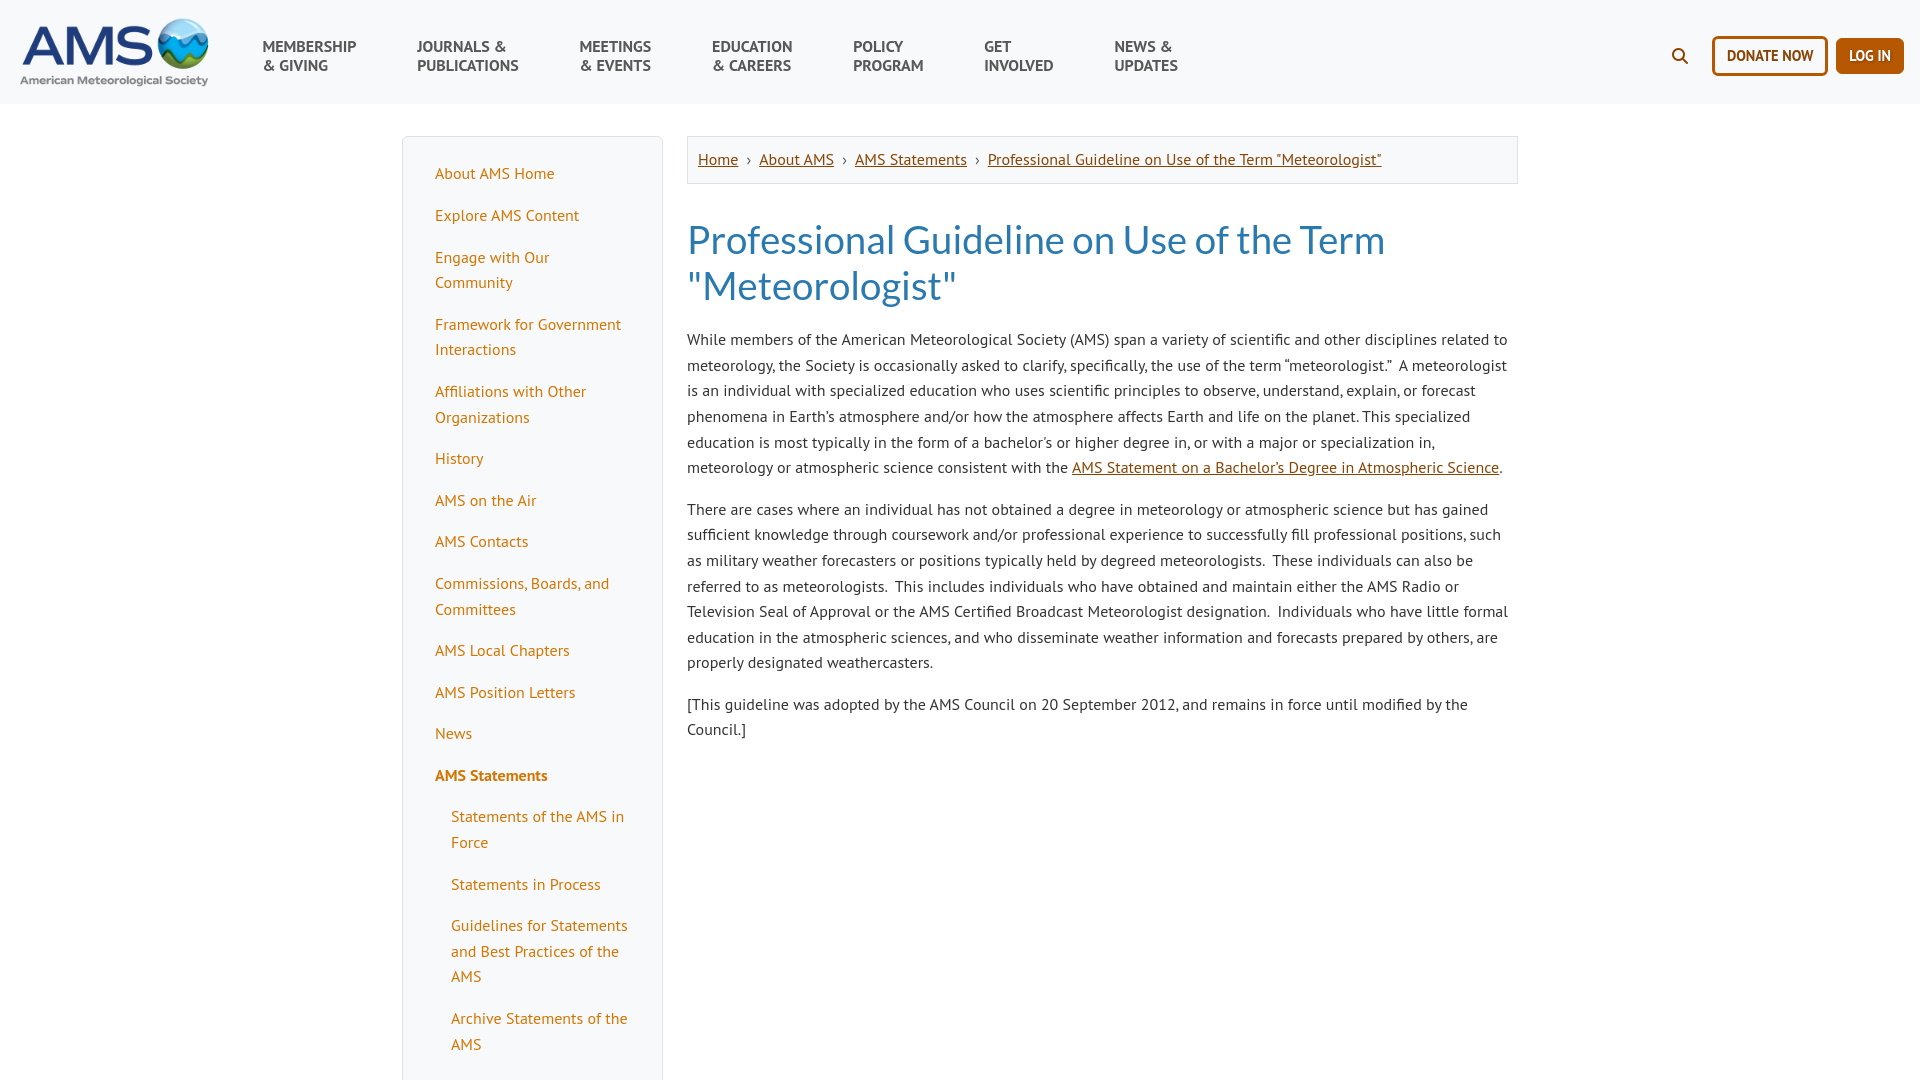 AMS
American Meteorological Society
MEMBERSHIP
& GIVING
JOURNALS &
PUBLICATIONS
MEETINGS
& EVENTS
EDUCATION
& CAREERS
POLICY
PROGRAM
GET
INVOLVED
NEWS &
UPDATES
DONATE NOW
LOG IN
About AMS Home
Explore AMS Content
Engage with Our
Community
Framework for Government
Interactions
Affiliations with Other
Organizations
History
AMS on the Air
AMS Contacts
Commissions, Boards, and
Committees
AMS Local Chapters
AMS Position Letters
News
AMS Statements
Statements of the AMS in
Force
Statements in Process
Guidelines for Statements
and Best Practices of the
AMS
Archive Statements of the
AMS
Home › About AMS › AMS Statements › Professional Guideline on Use of the Term "Meteorologist"
Professional Guideline on Use of the Term
"Meteorologist"
While members of the American Meteorological Society (AMS) span a variety of scientific and other disciplines related to
meteorology, the Society is occasionally asked to clarify, specifically, the use of the term “meteorologist.”  A meteorologist
is an individual with specialized education who uses scientific principles to observe, understand, explain, or forecast
phenomena in Earth’s atmosphere and/or how the atmosphere affects Earth and life on the planet. This specialized
education is most typically in the form of a bachelor's or higher degree in, or with a major or specialization in,
meteorology or atmospheric science consistent with the AMS Statement on a Bachelor’s Degree in Atmospheric Science.
There are cases where an individual has not obtained a degree in meteorology or atmospheric science but has gained
sufficient knowledge through coursework and/or professional experience to successfully fill professional positions, such
as military weather forecasters or positions typically held by degreed meteorologists.  These individuals can also be
referred to as meteorologists.  This includes individuals who have obtained and maintain either the AMS Radio or
Television Seal of Approval or the AMS Certified Broadcast Meteorologist designation.  Individuals who have little formal
education in the atmospheric sciences, and who disseminate weather information and forecasts prepared by others, are
properly designated weathercasters.
[This guideline was adopted by the AMS Council on 20 September 2012, and remains in force until modified by the
Council.]